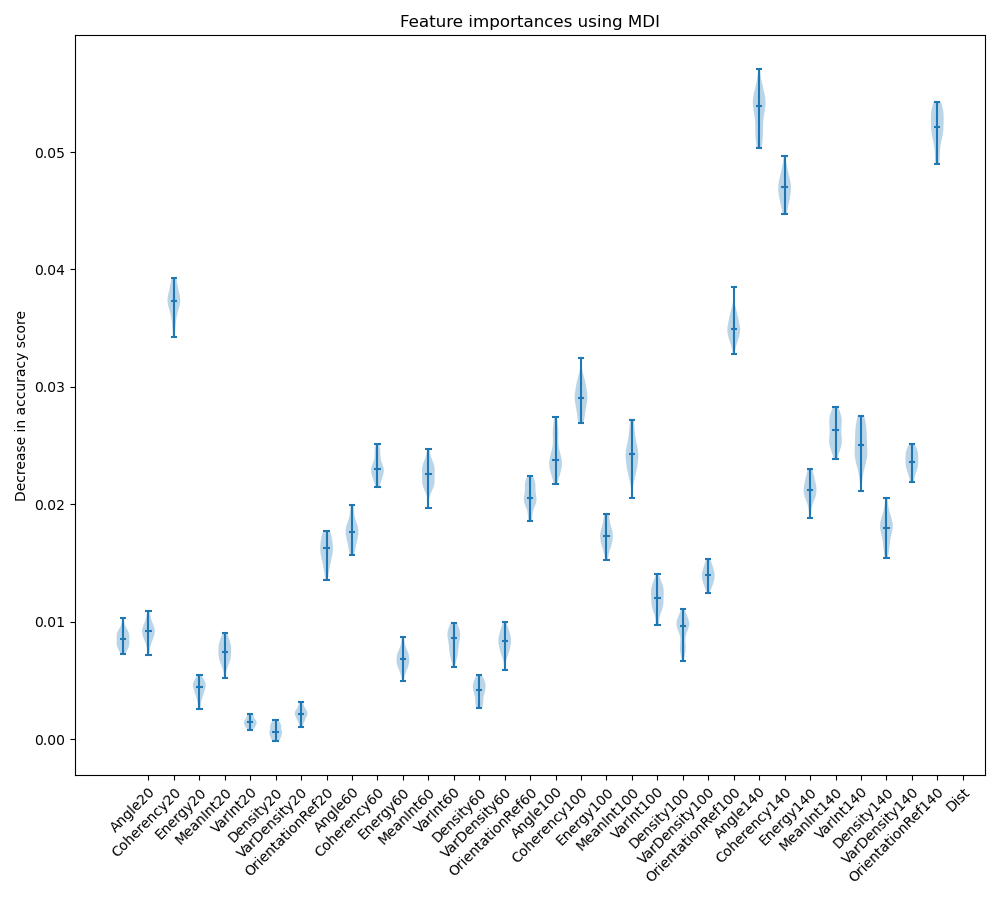 Feature importances using MDI
Decrease in accuracy score
0.05
0.04
0.03
0.02
0.01
0.00
Angle20
Coherency20
Energy20
MeanInt20
VarInt20
Density20
VarDensity20
OrientationRef20
Angle60
Coherency60
Energy60
MeanInt60
VarInt60
Density60
VarDensity60
OrientationRef60
Angle100
Coherency100
Energy100
MeanInt100
VarInt100
Density100
VarDensity100
OrientationRef100
Angle140
Coherency140
Energy140
MeanInt140
VarInt140
Density140
VarDensity140
OrientationRef140
Dist